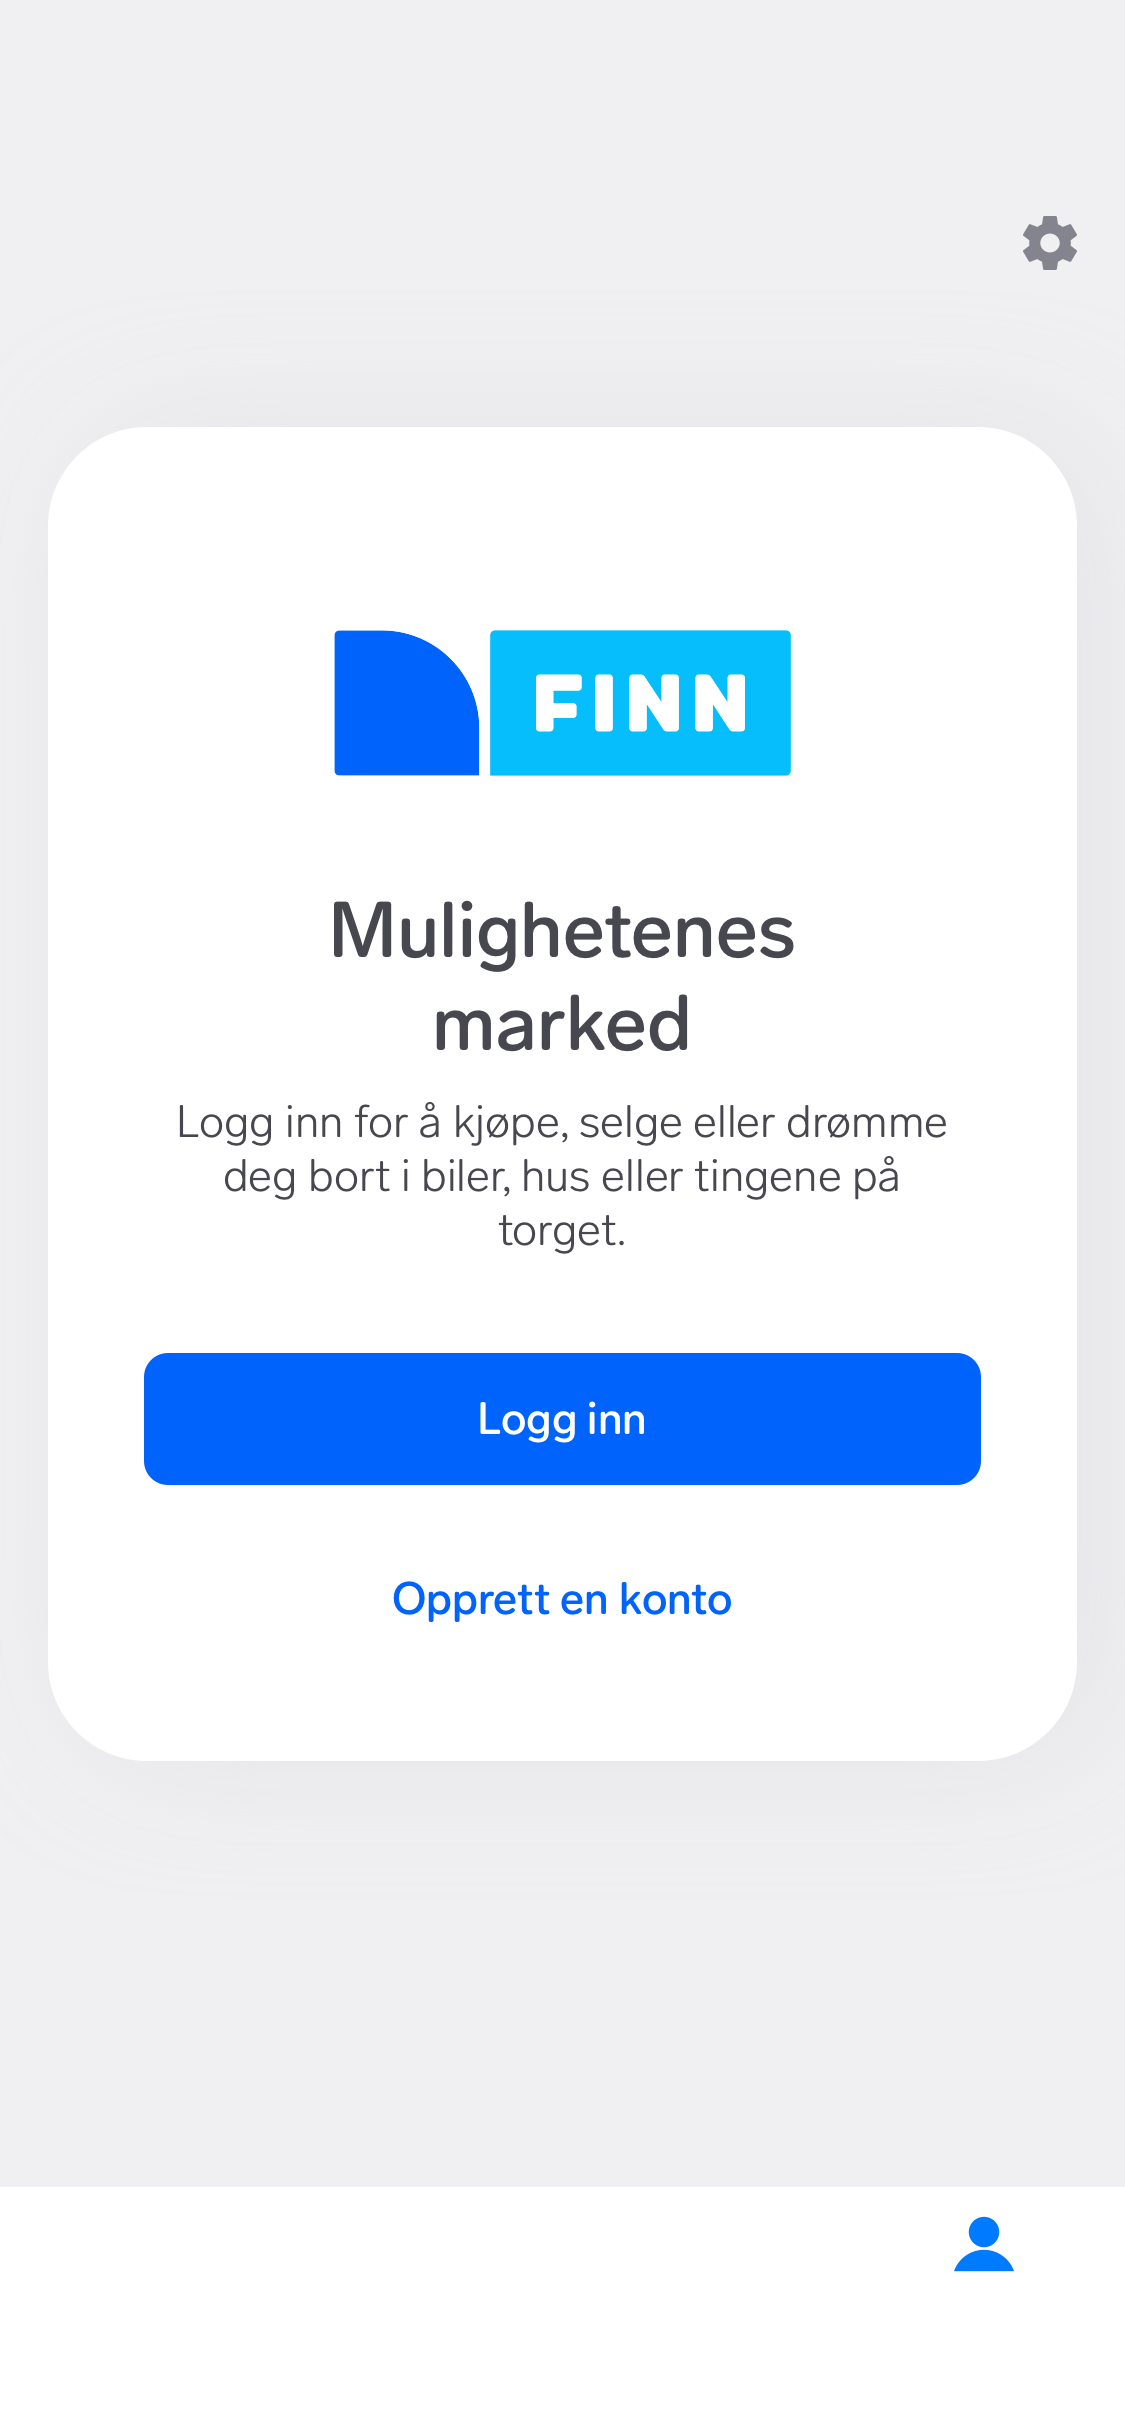 FINN
Mulighetenes
marked
Logg inn for å kjøpe, selge eller drømme
deg bort i biler, hus eller tingene på
torget.
Logg inn
Opprett en konto